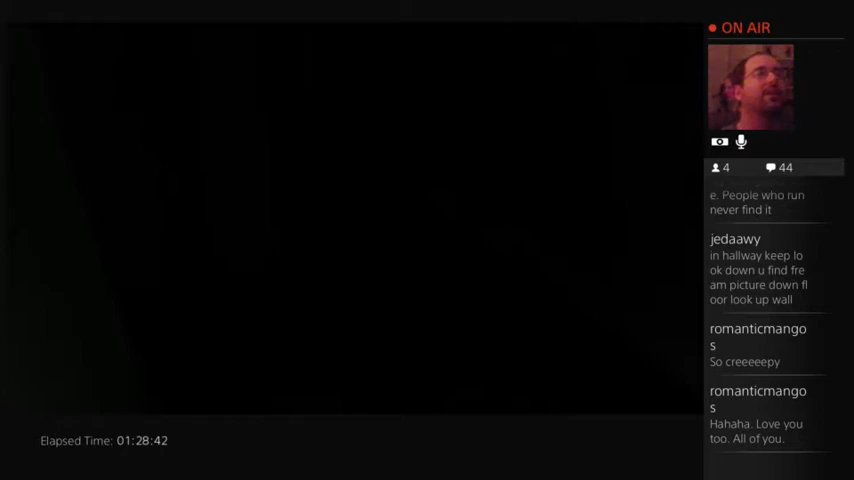 ON AIR
4 44
e. People who run
never find it
jedaawy
in hallway keep lo
ok down u find fre
am picture down fl
oor look up wall
romanticmango
s
So creeeeepy
romanticmango
s
Hahaha. Love you
too. All of you.
Elapsed Time: 01:28:42